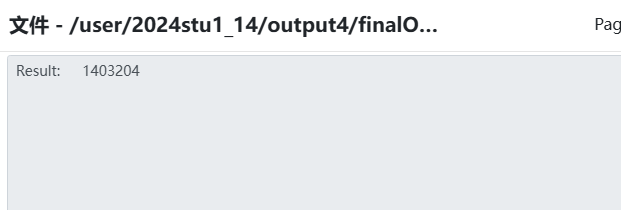 文件 - /user/2024stu1_14/output4/finalO...
Pag
Result: 1403204